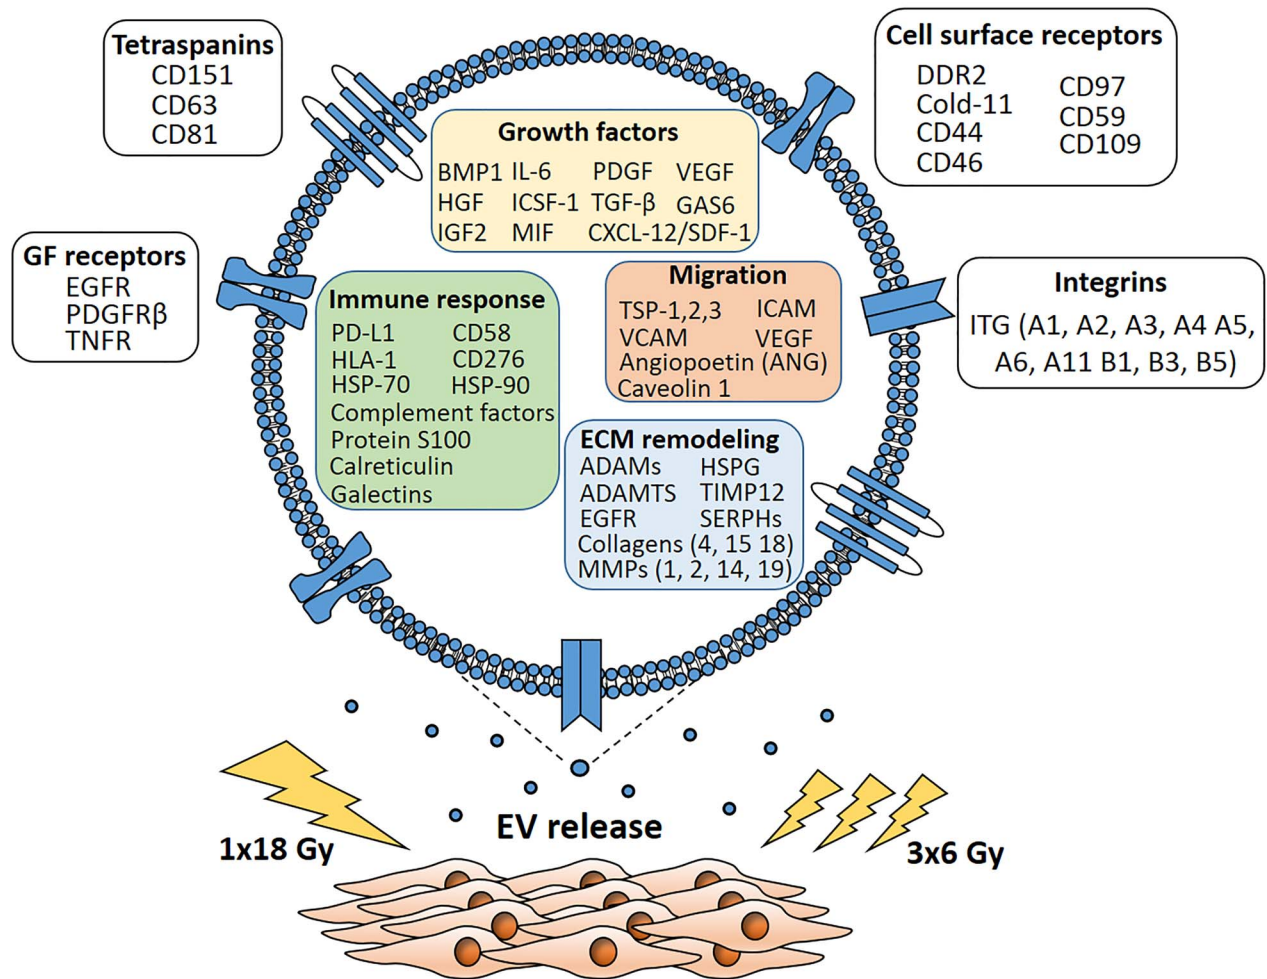 Tetraspanins
CD151
CD63
CD81
Cell surface receptors
DDR2
Cold-11
CD44
CD46
CD97
CD59
CD109
Growth factors
BMP1 IL-6 PDGF VEGF
HGF ICSF-1 TGF-β GAS6
IGF2 MIF CXCL-12/SDF-1
GF receptors
EGFR
PDGFRβ
TNFR
Immune response
PD-L1 CD58
HLA-1 CD276
HSP-70 HSP-90
Complement factors
Protein S100
Calreticulin
Galectins
Migration
TSP-1,2,3 ICAM
VCAM VEGF
Angiopoetin (ANG)
Caveolin 1
Integrins
ITG (A1, A2, A3, A4 A5,
A6, A11 B1, B3, B5)
ECM remodeling
ADAMs HSPG
ADAMTS TIMP12
EGFR SERPHs
Collagens (4, 15 18)
MMPs (1, 2, 14, 19)
EV release
1x18 Gy
3x6 Gy